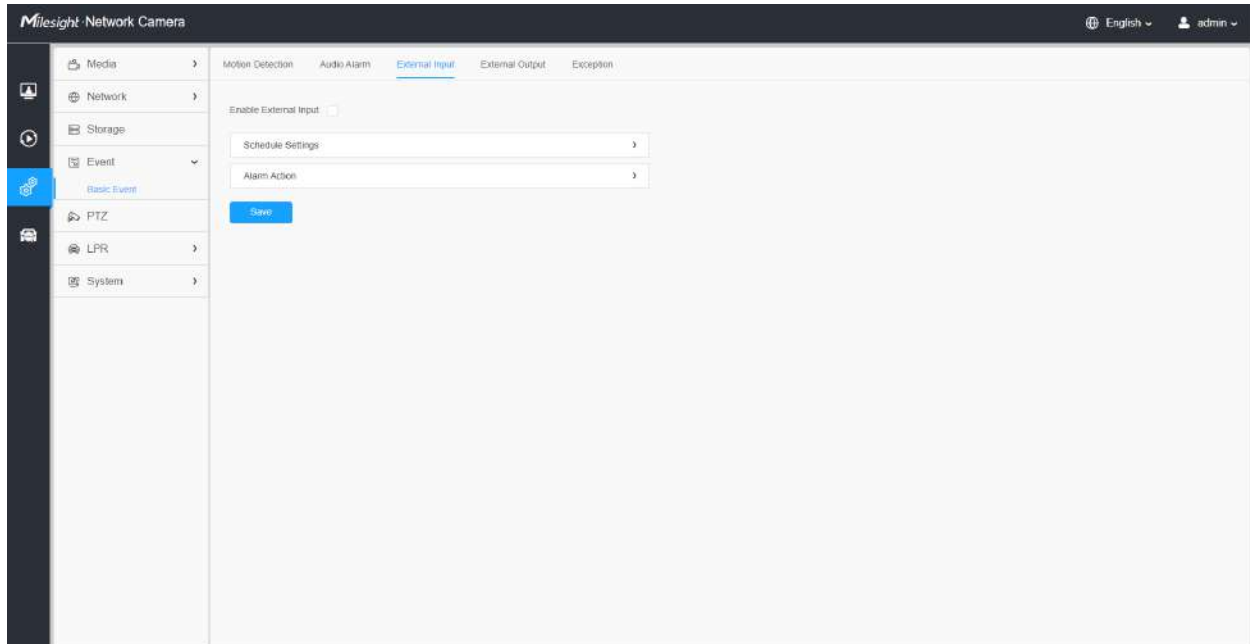 Milesight Network Camera
English
admin
Media
Network
Storage
Event
Basic Event
PTZ
LPR
System
Motion Detection
Audio Alarm
External Input
External Output
Exception
Enable External Input
Schedule Settings
Alarm Action
Save